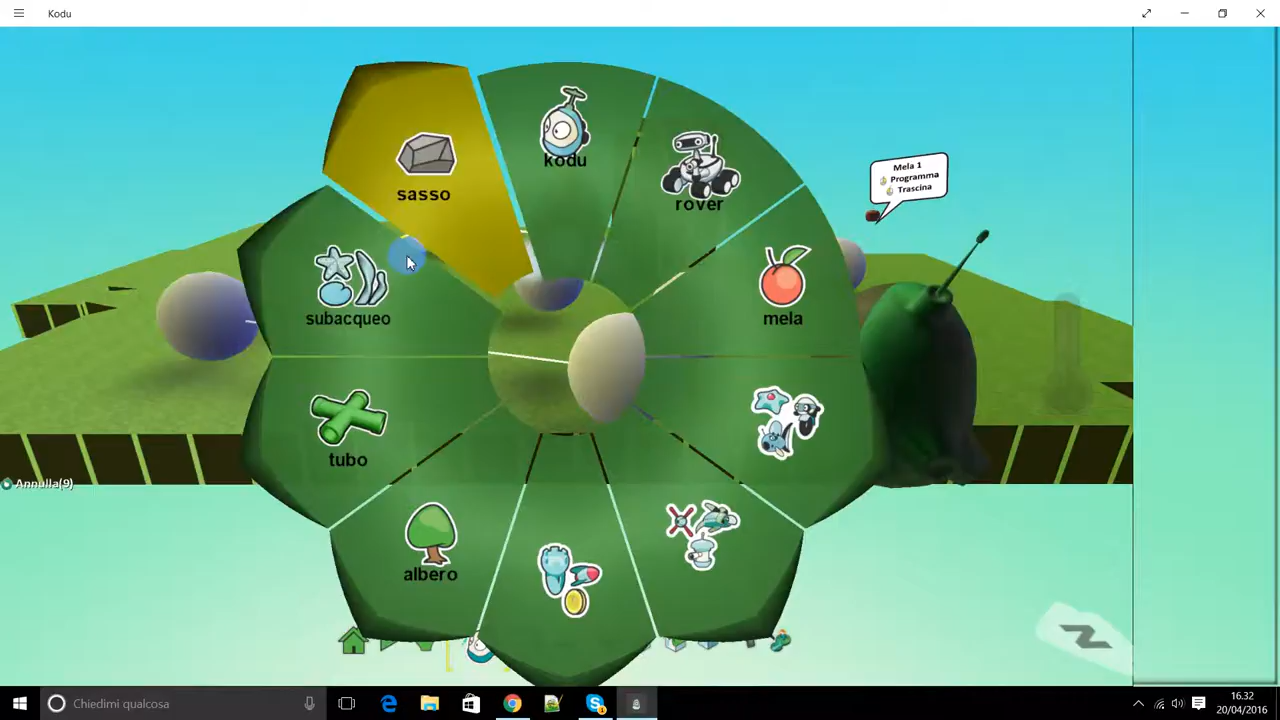 Kodu
sasso
kodu
rover
Mela 1
Programma
Trascina
subacqueo
mela
tubo
Annulla(9)
albero
Chiedimi qualcosa
16.32
20/04/2016